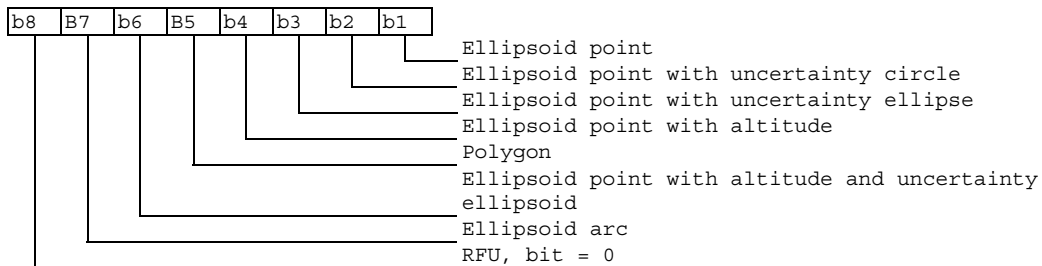 b8 B7 b6 B5 b4 b3 b2 b1
Ellipsoid point
Ellipsoid point with uncertainty circle
Ellipsoid point with uncertainty ellipse
Ellipsoid point with altitude
Polygon
Ellipsoid point with altitude and uncertainty
ellipsoid
Ellipsoid arc
RFU, bit = 0